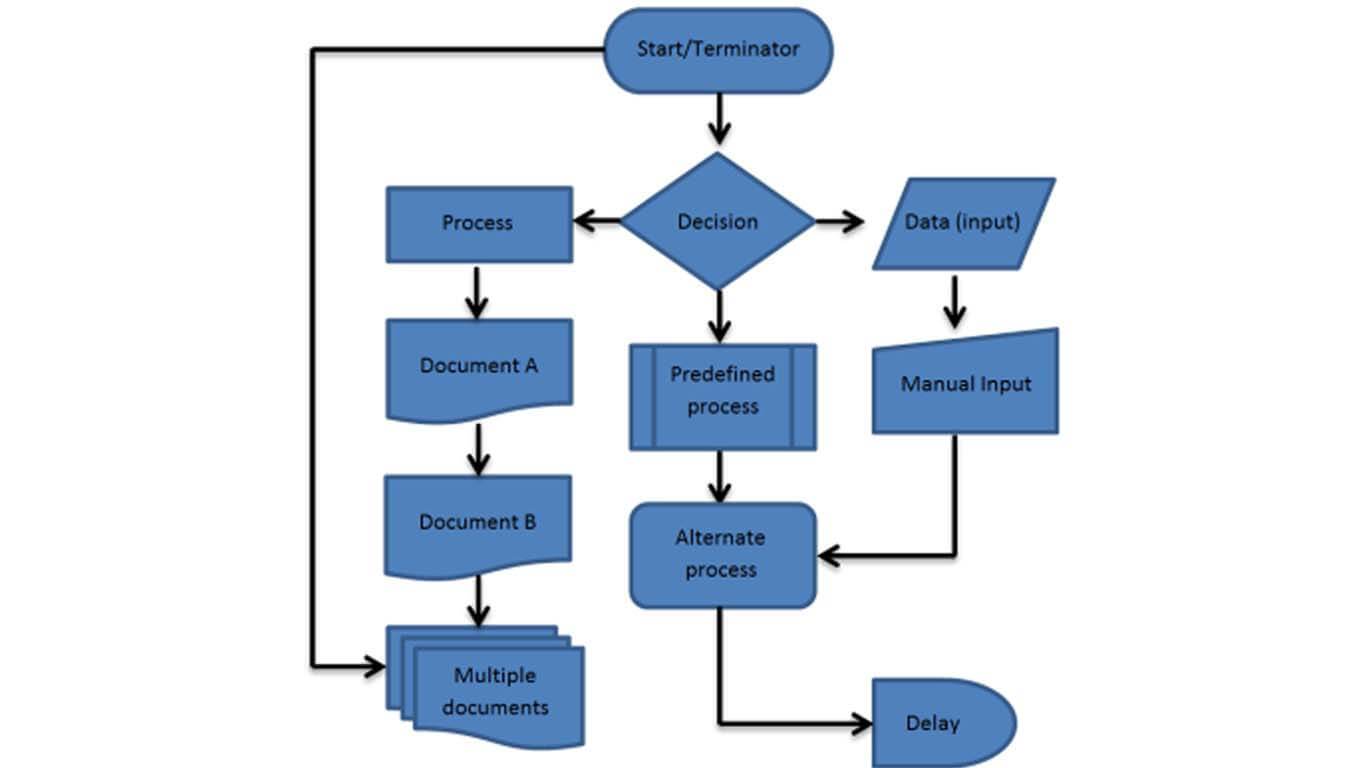 Start/Terminator
Process
Decision
Data (input)
Document A
Predefined
process
Manual Input
Document B
Alternate
process
Multiple
documents
Delay